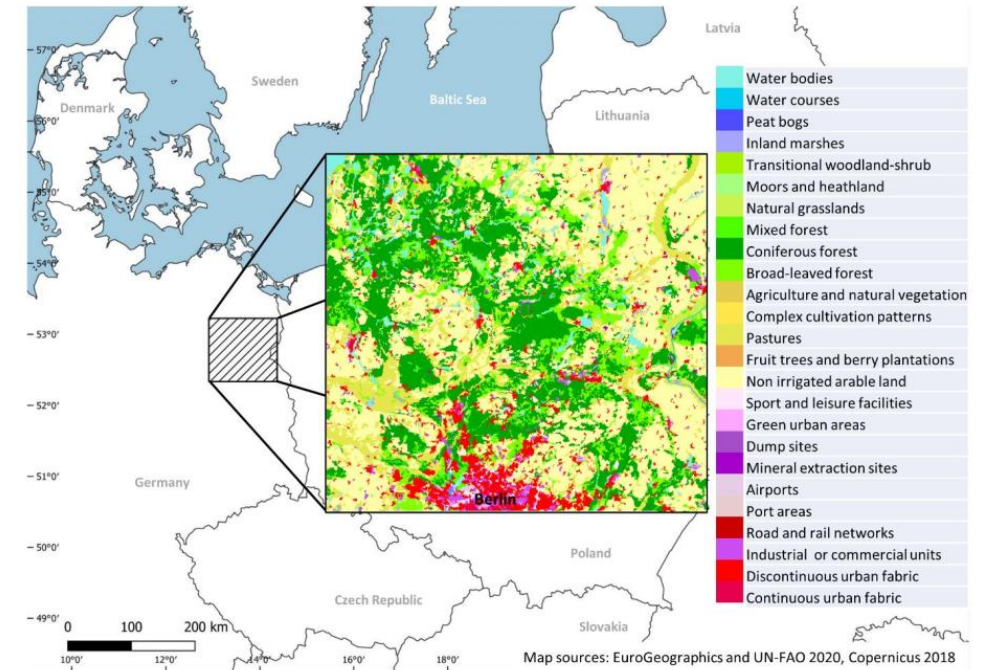 Latvia
57°0'
Sweden
Denmark
Baltic Sea
56°0'
Lithuania
55°0'
54°0'
53°0'
52°0'
51°0'
Germany
Berlin
50°0'
Poland
Czech Republic
49°0'
Slovakia
0 100 200 km
10°0' 12°0' 14°0' 16°0' 18°0'
Water bodies
Water courses
Peat bogs
Inland marshes
Transitional woodland-shrub
Moors and heathland
Natural grasslands
Mixed forest
Coniferous forest
Broad-leaved forest
Agriculture and natural vegetation
Complex cultivation patterns
Pastures
Fruit trees and berry plantations
Non irrigated arable land
Sport and leisure facilities
Green urban areas
Dump sites
Mineral extraction sites
Airports
Port areas
Road and rail networks
Industrial or commercial units
Discontinuous urban fabric
Continuous urban fabric
Map sources: EuroGeographics and UN-FAO 2020, Copernicus 2018